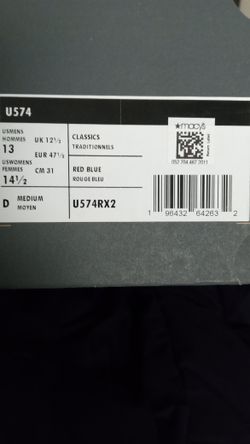 U574
USMENS
HOMMES
13
UK 12½
EUR 47½
USWOMENS
FEMMES
14½
CM 31
D MEDIUM
MOYEN
CLASSICS
TRADITIONNELS
RED BLUE
ROUGE BLEU
U574RX2
★macy's
1 96432 64263 2